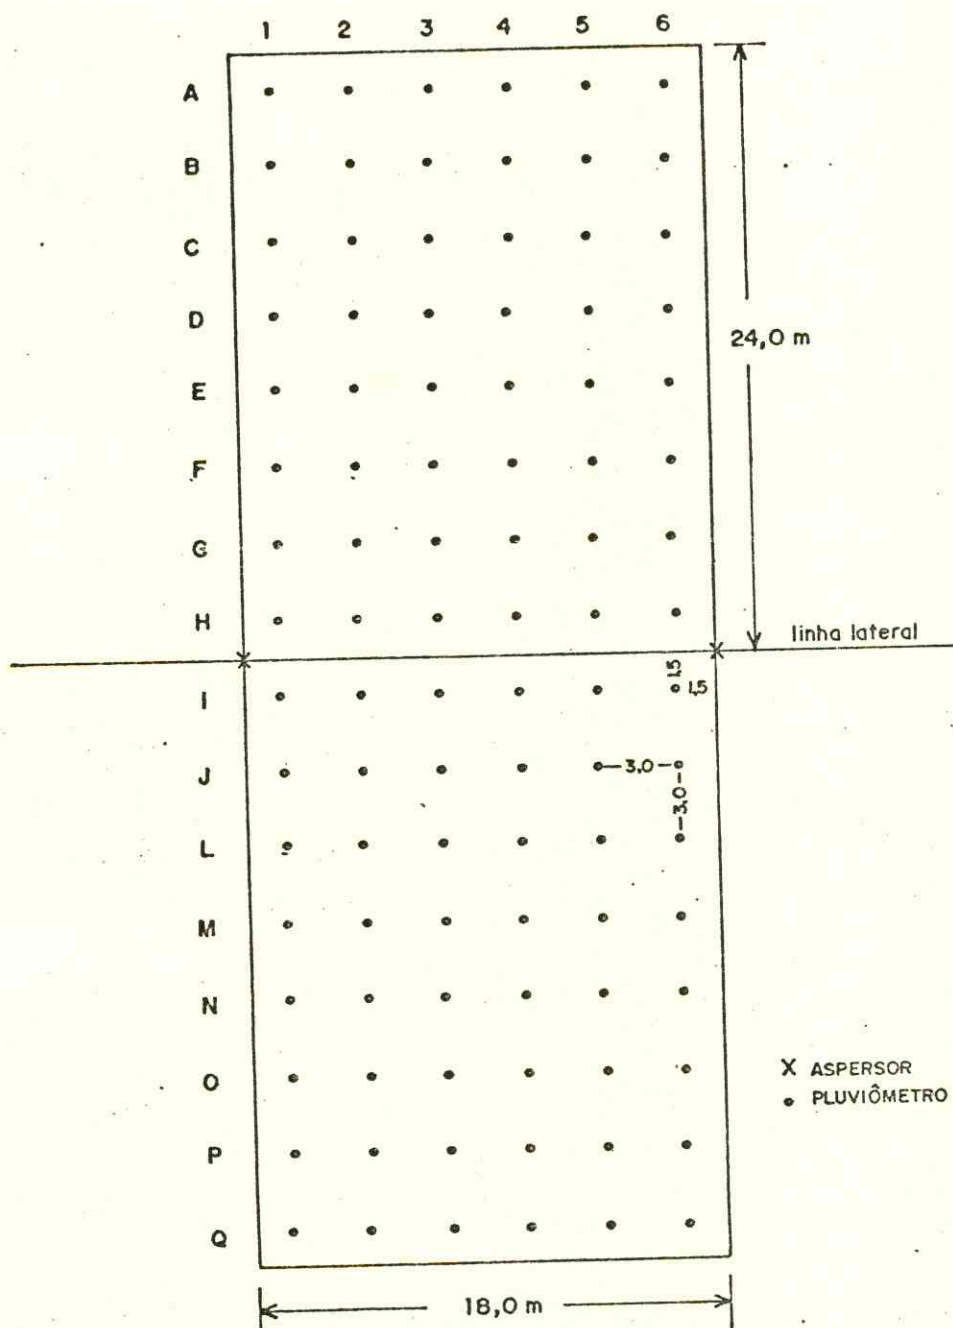 1 2 3 4 5 6
A
B
C
D
24,0 m
E
F
G
H
linha lateral
1,5
I
1,5
J
3,0
3,0
L
M
N
O
X ASPERSOR
• PLUVIÔMETRO
P
Q
18,0 m